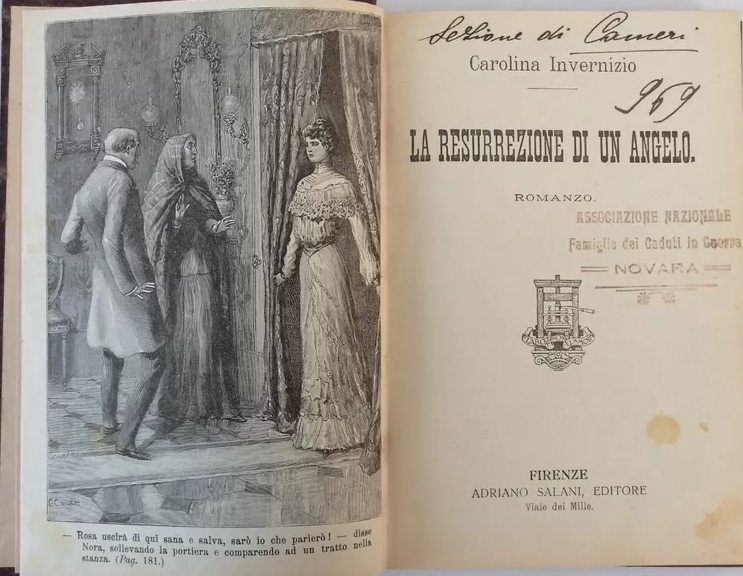 — Rosa uscirà di qui sana e salva, sarò io che parlerò! — disse
Nora, sollevando la portiera e comparendo ad un tratto nella
stanza. (Pag. 181.)
Sezione di Cameri
Carolina Invernizio
969
LA RESURREZIONE DI UN ANGELO.
ROMANZO.
ASSOCIAZIONE NAZIONALE
Famiglie dei Caduti in Guerra
NOVARA
FIRENZE
ADRIANO SALANI, EDITORE
Viale dei Mille.